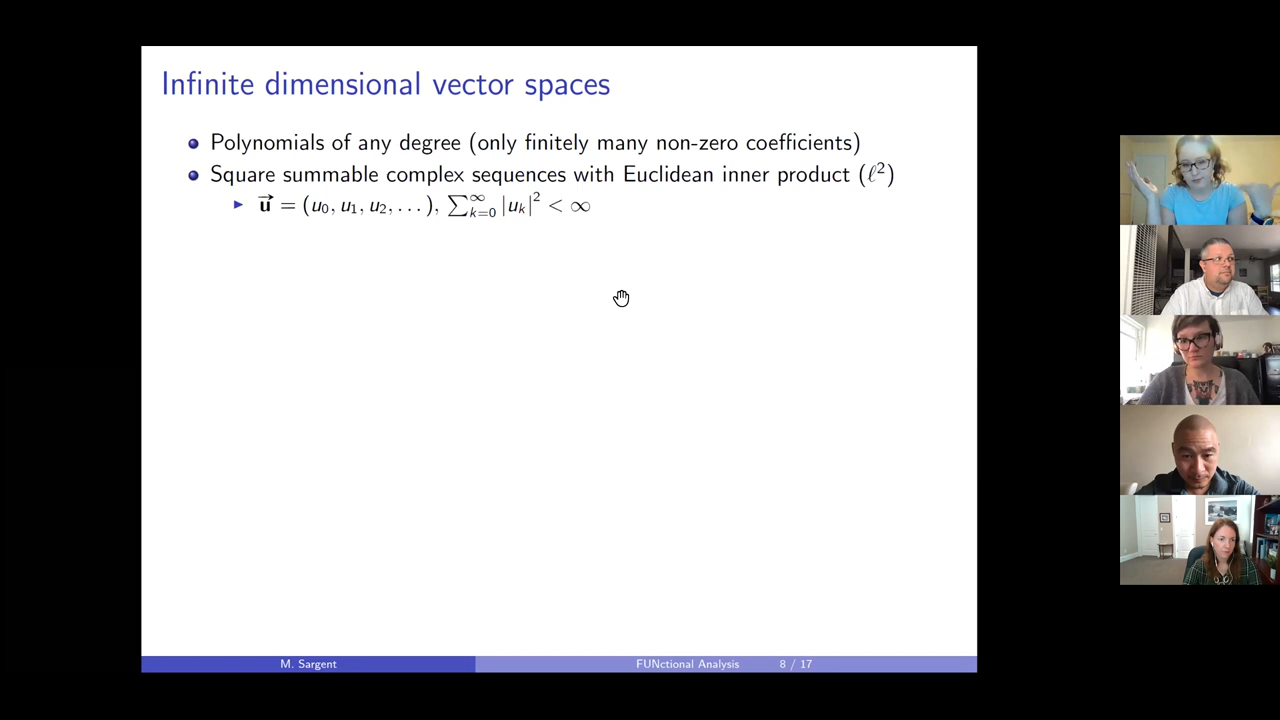 Infinite dimensional vector spaces
Polynomials of any degree (only finitely many non-zero coefficients)
Square summable complex sequences with Euclidean inner product (ℓ²)
u⃗ = (u₀, u₁, u₂, . . . ), ∑_{k=0}^{∞} |uₖ|² < ∞
M. Sargent
FUNctional Analysis 8 / 17